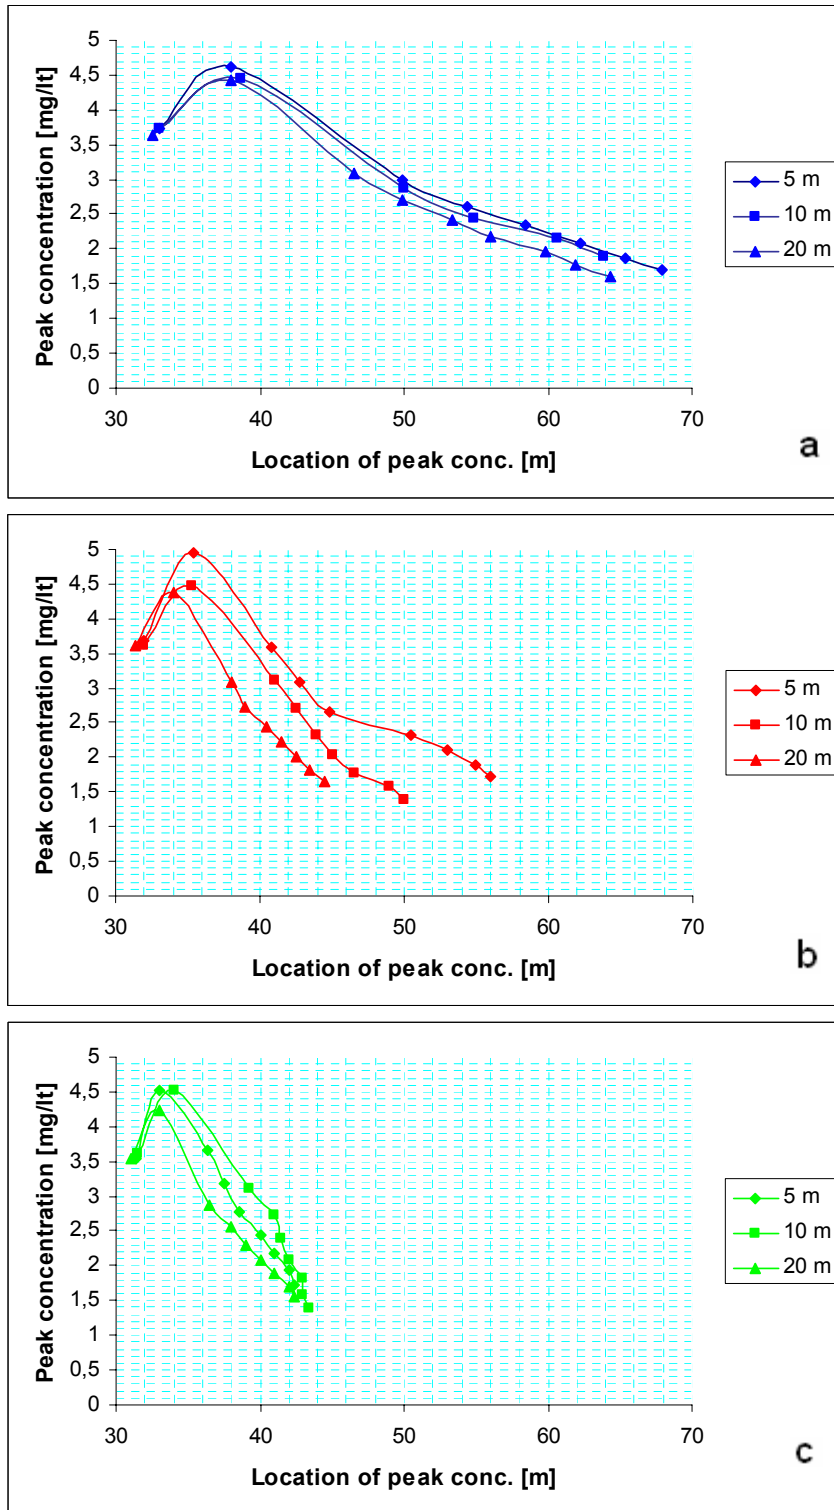 5
4,5
4
3,5
3
2,5
2
1,5
1
0,5
0
Peak concentration [mg/lt]
30 40 50 60 70
Location of peak conc. [m]
5 m
10 m
20 m
a
5
4,5
4
3,5
3
2,5
2
1,5
1
0,5
0
Peak concentration [mg/lt]
30 40 50 60 70
Location of peak conc. [m]
5 m
10 m
20 m
b
5
4,5
4
3,5
3
2,5
2
1,5
1
0,5
0
Peak concentration [mg/lt]
30 40 50 60 70
Location of peak conc. [m]
5 m
10 m
20 m
c